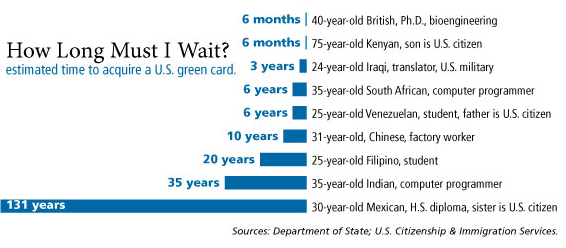 How Long Must I Wait?
estimated time to acquire a U.S. green card.
6 months 40-year-old British, Ph.D., bioengineering
6 months 75-year-old Kenyan, son is U.S. citizen
3 years 24-year-old Iraqi, translator, U.S. military
6 years 35-year-old South African, computer programmer
6 years 25-year-old Venezuelan, student, father is U.S. citizen
10 years 31-year-old, Chinese, factory worker
20 years 25-year-old Filipino, student
35 years 35-year-old Indian, computer programmer
131 years 30-year-old Mexican, H.S. diploma, sister is U.S. citizen
Sources: Department of State; U.S. Citizenship & Immigration Services.